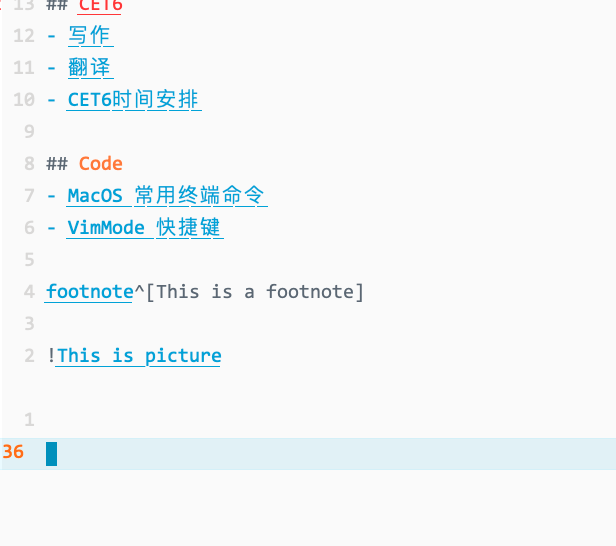 13 ## CET6
12 - 写作
11 - 翻译
10 - CET6时间安排
9
8 ## Code
7 - MacOS 常用终端命令
6 - VimMode 快捷键
5
4 footnote^[This is a footnote]
3
2 !This is picture
1
36